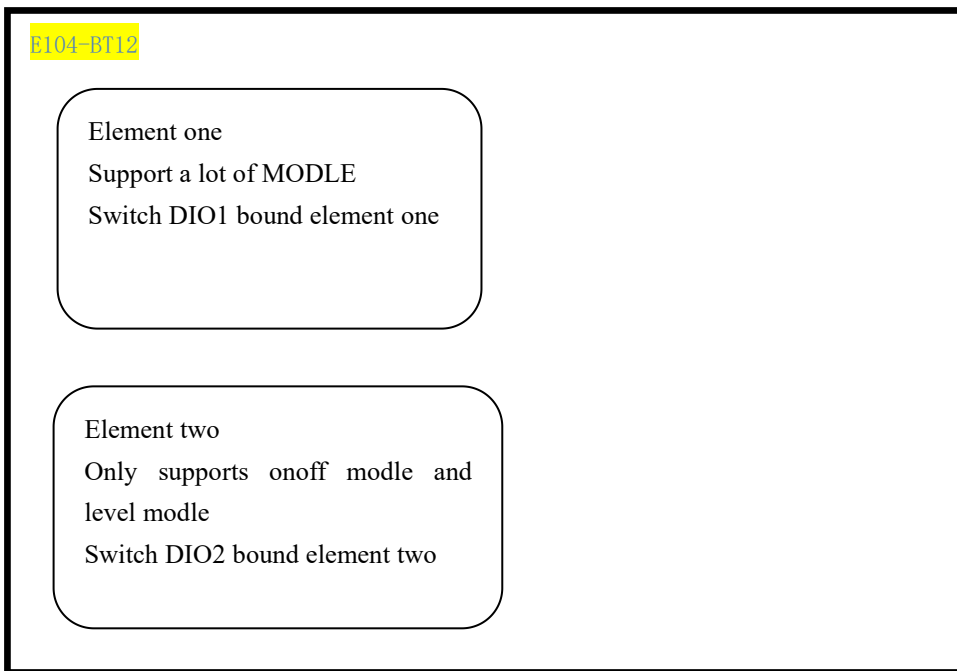 E104-BT12
Element one
Support a lot of MODLE
Switch DIO1 bound element one
Element two
Only supports onoff modle and
level modle
Switch DIO2 bound element two